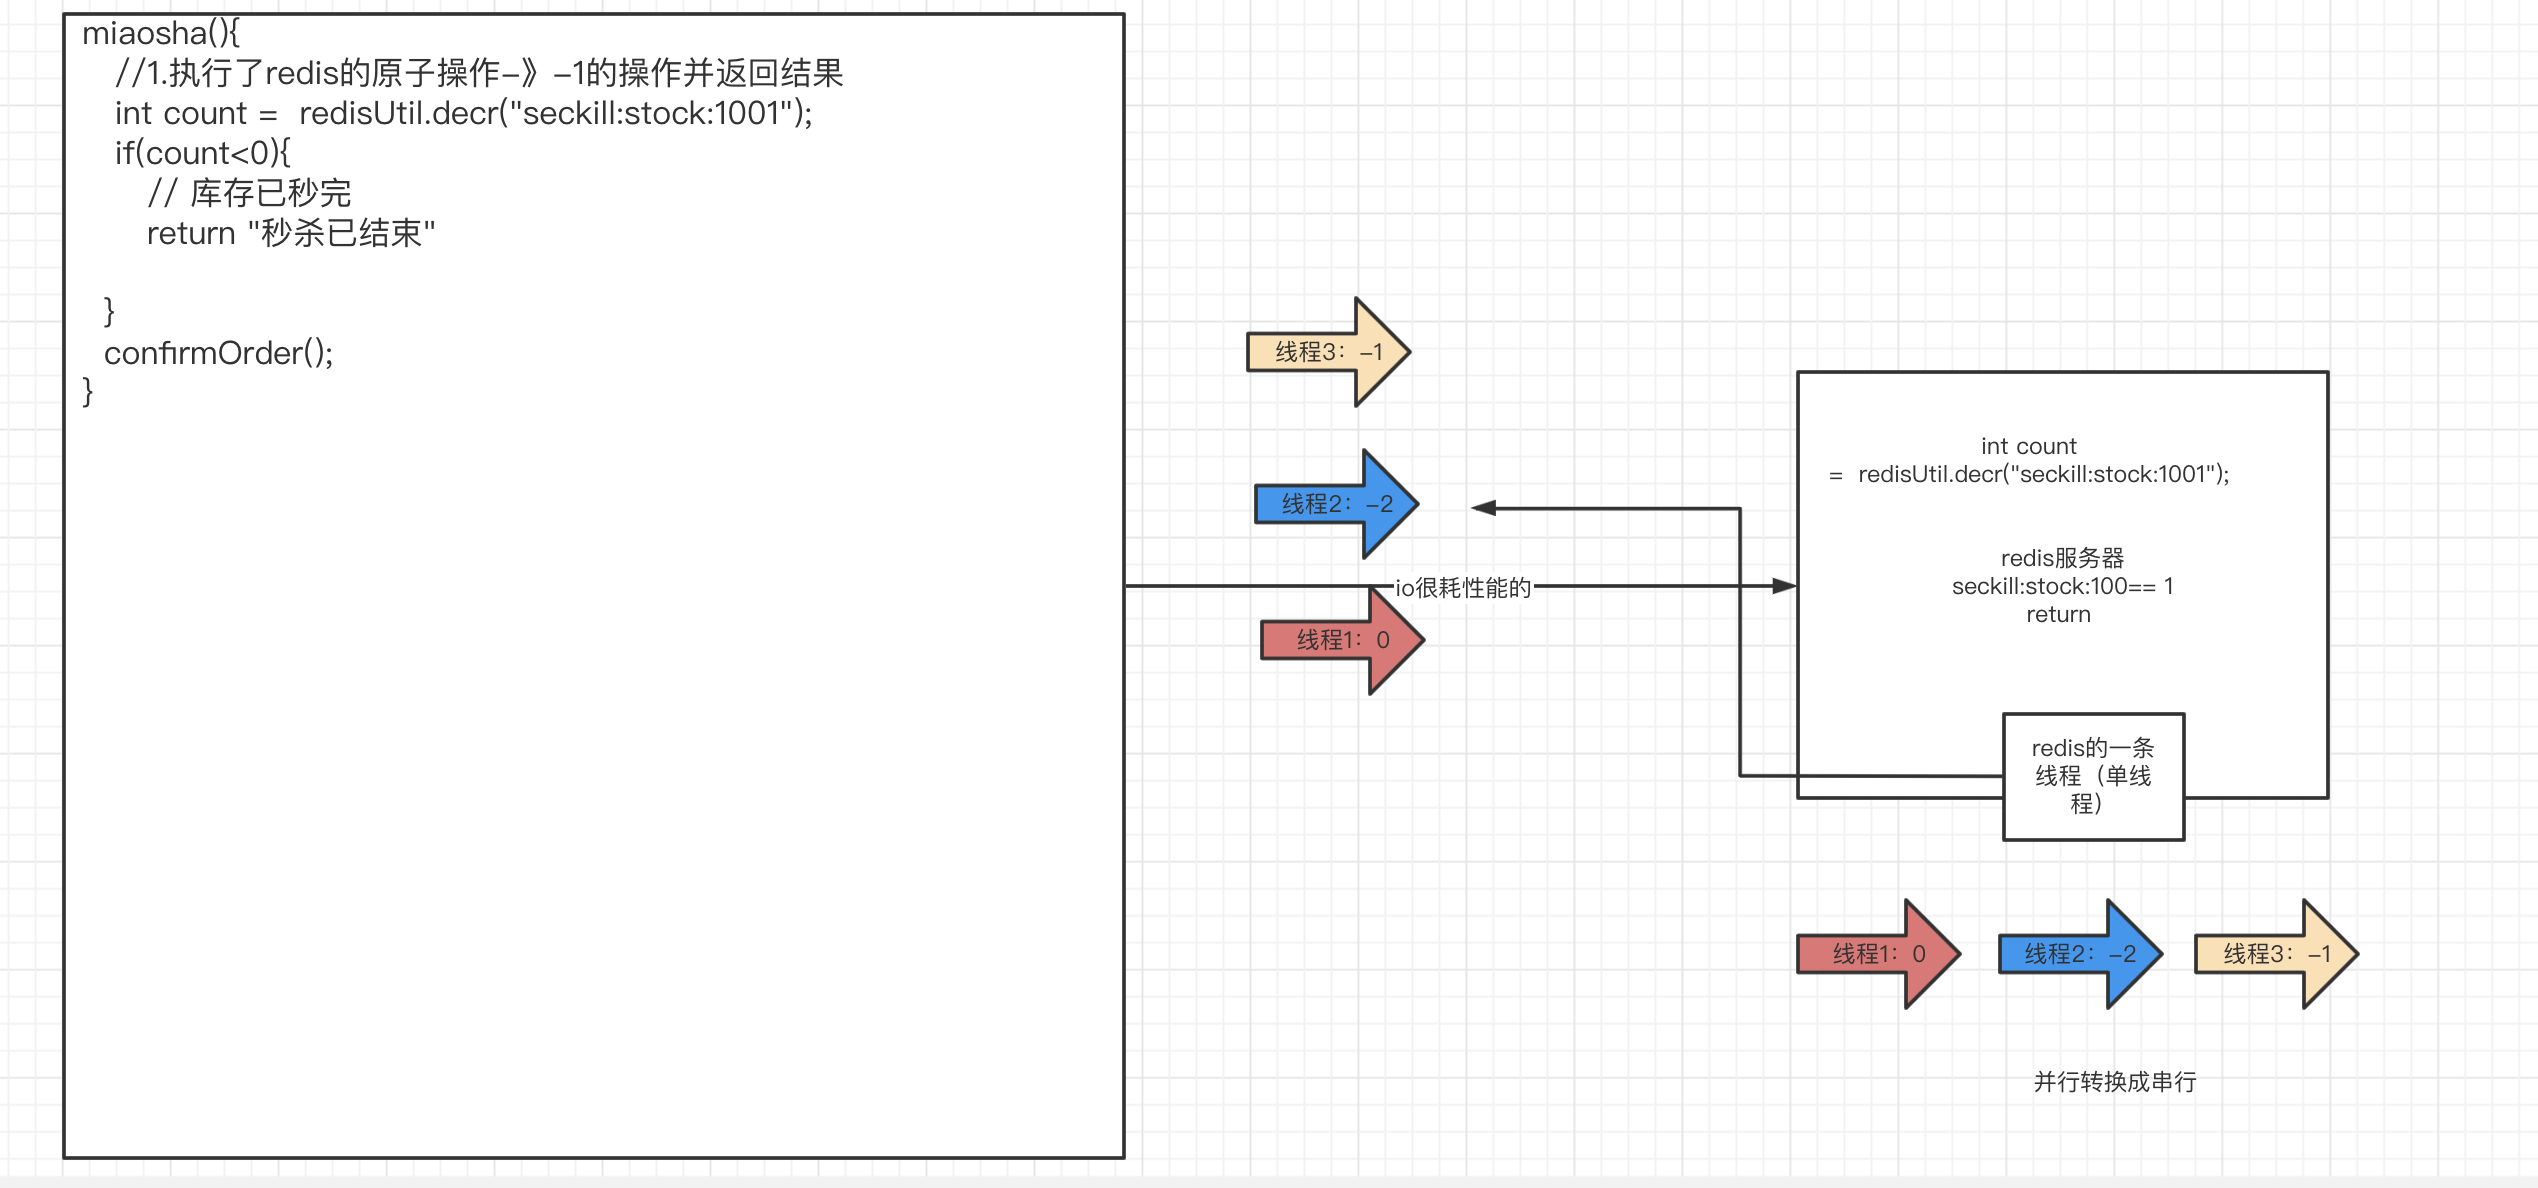 miaosha(){
//1.执行了redis的原子操作-》-1的操作并返回结果
int count =  redisUtil.decr("seckill:stock:1001");
if(count<0){
// 库存已秒完
return "秒杀已结束"
}
confirmOrder();
}
线程3：-1
线程2：-2
io很耗性能的
线程1：0
int count
=  redisUtil.decr("seckill:stock:1001");
redis服务器
seckill:stock:100== 1
return
redis的一条
线程（单线
程）
线程1：0
线程2：-2
线程3：-1
并行转换成串行